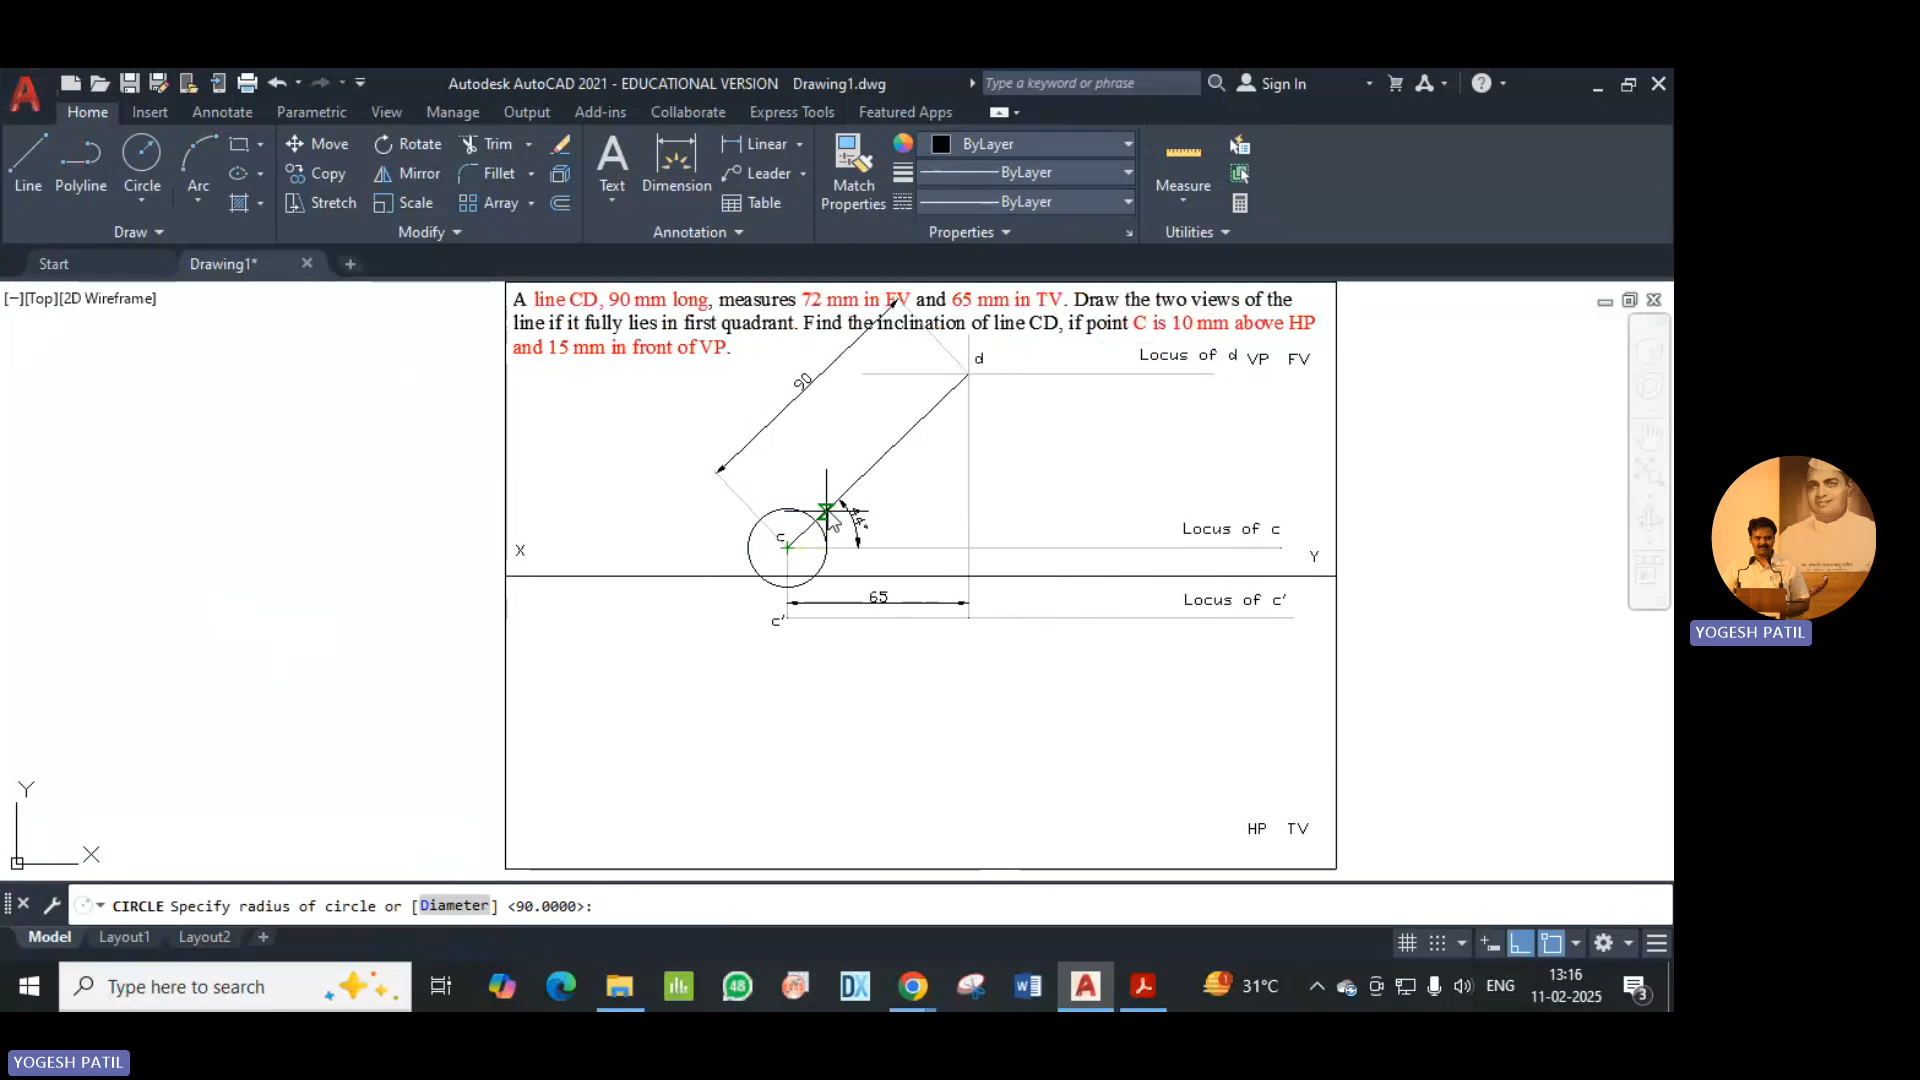 Autodesk AutoCAD 2021 - EDUCATIONAL VERSION Drawing1.dwg
Type a keyword or phrase
Sign In
Home Insert Annotate Parametric View Manage Output Add-ins Collaborate Express Tools Featured Apps
Line Polyline Circle Arc
Move Rotate Trim
Copy Mirror Fillet
Stretch Scale Array
Text Dimension
Linear
Leader
Table
Match Properties
ByLayer
ByLayer
ByLayer
Measure
Draw Modify Annotation Properties Utilities
Start Drawing1*
[−][Top][2D Wireframe]
A line CD, 90 mm long, measures 72 mm in FV and 65 mm in TV. Draw the two views of the
line if it fully lies in first quadrant. Find the inclination of line CD, if point C is 10 mm above HP
and 15 mm in front of VP.
d
Locus of d VP FV
90
44°
c
Locus of c
X
Y
65
Locus of c'
c'
HP TV
Y
X
CIRCLE Specify radius of circle or [Diameter] <90.0000>:
Model Layout1 Layout2
Type here to search
48
DX
31°C
ENG
13:16
11-02-2025
3
YOGESH PATIL
YOGESH PATIL